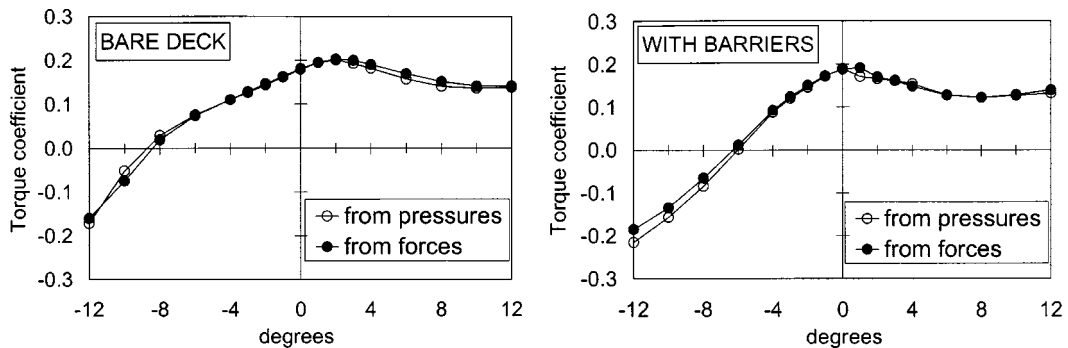 0.3
BARE DECK
0.2
0.1
0.0
-0.1
-0.2
-0.3
Torque coefficient
from pressures
from forces
-12 -8 -4 0 4 8 12
degrees
0.3
WITH BARRIERS
0.2
0.1
0.0
-0.1
-0.2
-0.3
Torque coefficient
from pressures
from forces
-12 -8 -4 0 4 8 12
degrees